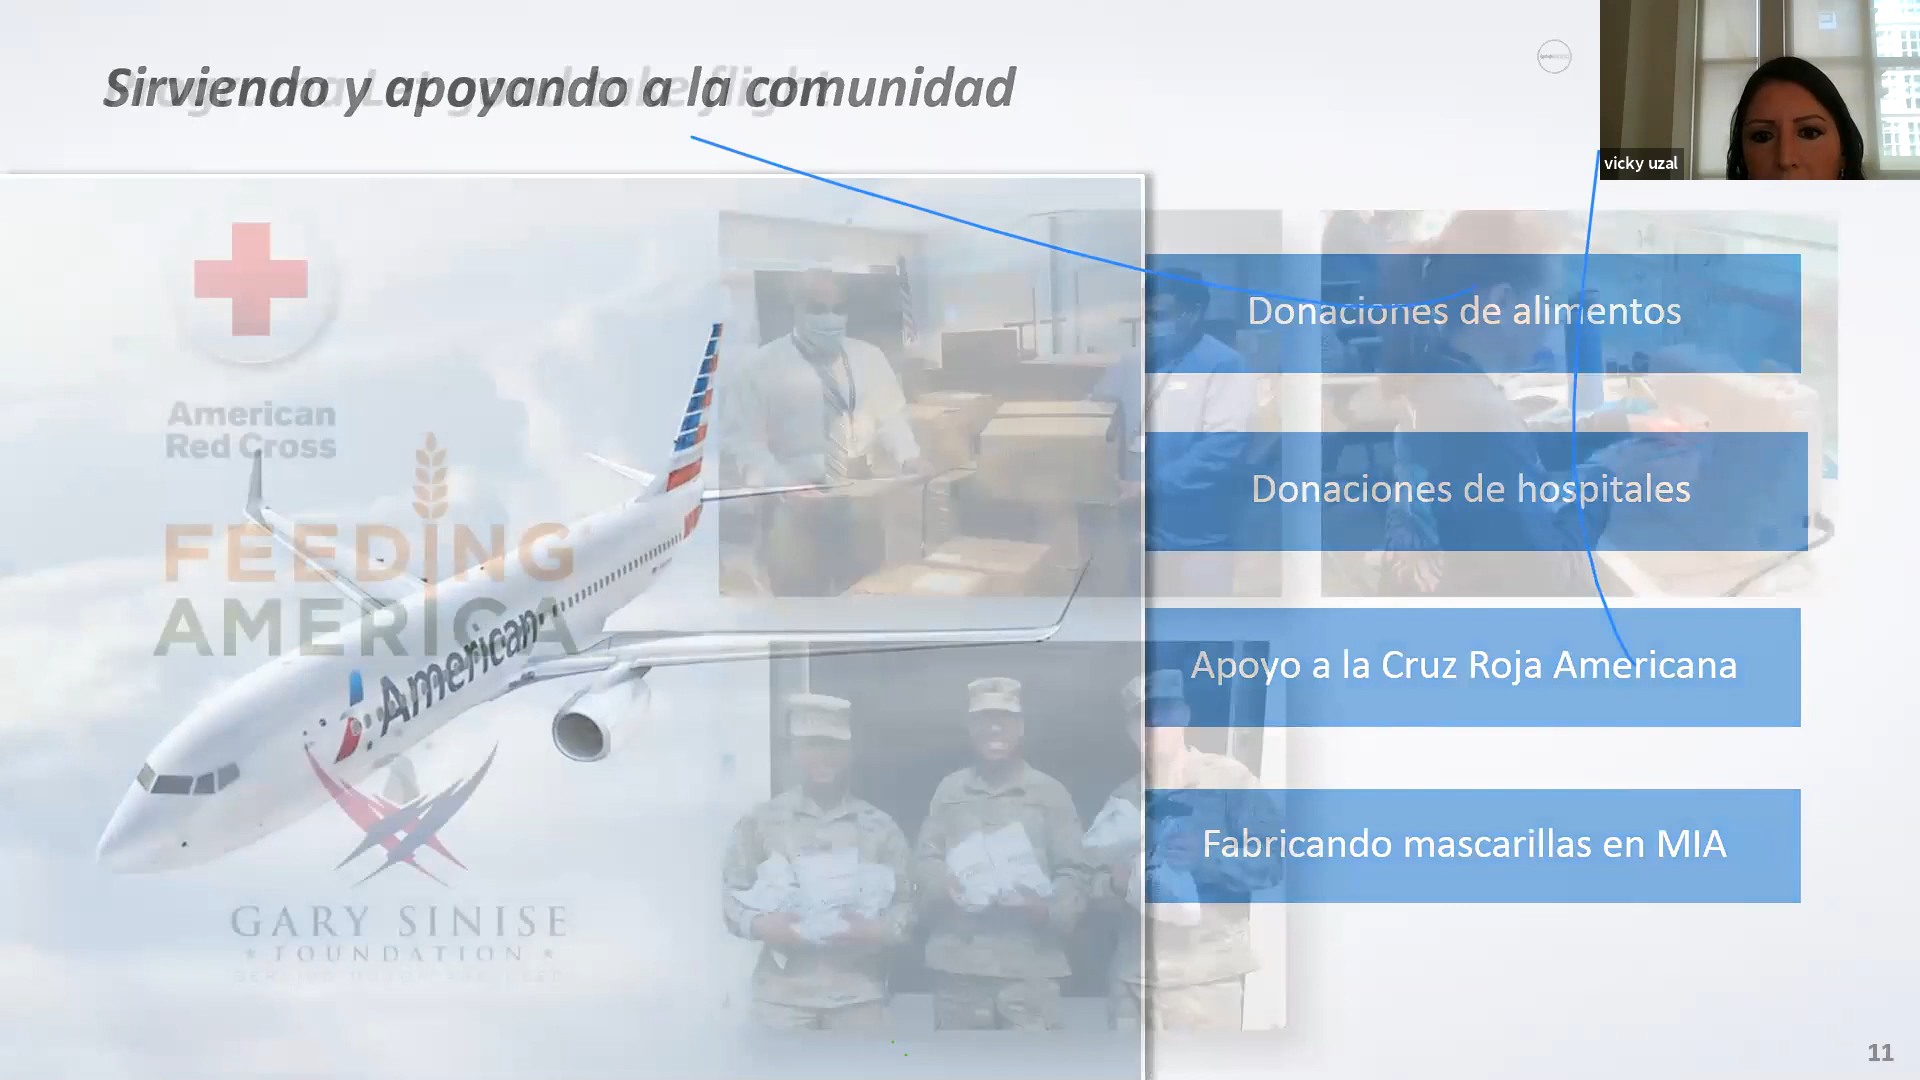 Sirviendo y apoyando a la comunidad
vicky uzal
American
Red Cross
FEEDING
AMERICA
American
GARY SINISE
FOUNDATION
Donaciones de alimentos
Donaciones de hospitales
Apoyo a la Cruz Roja Americana
Fabricando mascarillas en MIA
11